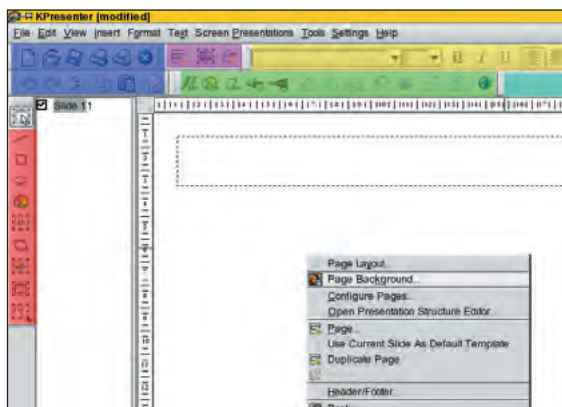 KPresenter [modified]
File Edit View Insert Format Text Screen Presentations Tools Settings Help
Slide 11
Page Layout...
Page Background...
Configure Pages...
Open Presentation Structure Editor...
Page...
Use Current Slide As Default Template
Duplicate Page
Header/Footer...